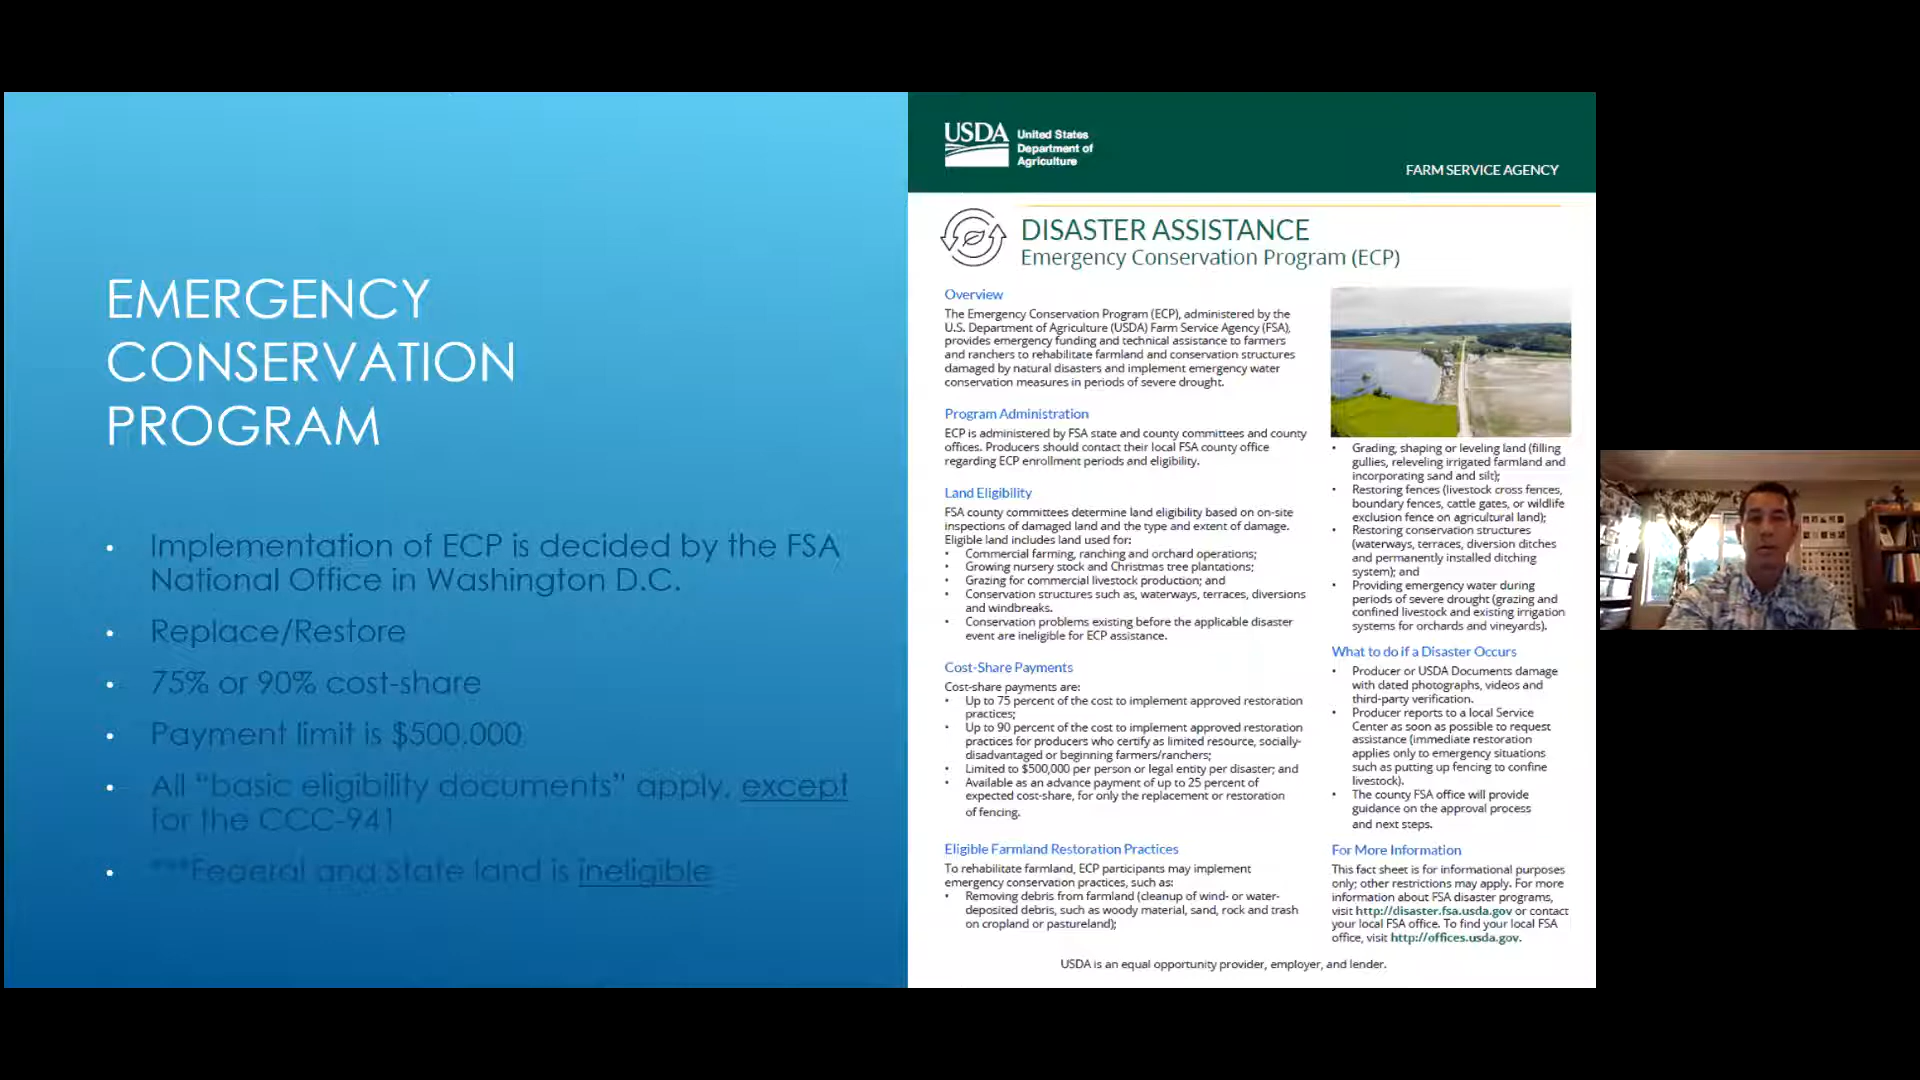 EMERGENCY
CONSERVATION
PROGRAM
• Implementation of ECP is decided by the FSA
National Office in Washington D.C.
• Replace/Restore
• 75% or 90% cost-share
• Payment limit is $500,000
• All “basic eligibility documents” apply, except
for the CCC-941
• ***Federal and State land is ineligible
USDA
United States
Department of
Agriculture
FARM SERVICE AGENCY
DISASTER ASSISTANCE
Emergency Conservation Program (ECP)
Overview
The Emergency Conservation Program (ECP), administered by the
U.S. Department of Agriculture (USDA) Farm Service Agency (FSA),
provides emergency funding and technical assistance to farmers
and ranchers to rehabilitate farmland and conservation structures
damaged by natural disasters and implement emergency water
conservation measures in periods of severe drought.
Program Administration
ECP is administered by FSA state and county committees and county
offices. Producers should contact their local FSA county office
regarding ECP enrollment periods and eligibility.
Land Eligibility
FSA county committees determine land eligibility based on on-site
inspections of damaged land and the type and extent of damage.
Eligible land includes land used for:
• Commercial farming, ranching and orchard operations;
• Growing nursery stock and Christmas tree plantations;
• Grazing for commercial livestock production; and
• Conservation structures such as, waterways, terraces, diversions
and windbreaks.
• Conservation problems existing before the applicable disaster
event are ineligible for ECP assistance.
Cost-Share Payments
Cost-share payments are:
• Up to 75 percent of the cost to implement approved restoration
practices;
• Up to 90 percent of the cost to implement approved restoration
practices for producers who certify as limited resource, socially-
disadvantaged or beginning farmers/ranchers;
• Limited to $500,000 per person or legal entity per disaster; and
• Available as an advance payment of up to 25 percent of
expected cost-share, for only the replacement or restoration
of fencing.
Eligible Farmland Restoration Practices
To rehabilitate farmland, ECP participants may implement
emergency conservation practices, such as:
• Removing debris from farmland (cleanup of wind- or water-
deposited debris, such as woody material, sand, rock and trash
on cropland or pastureland);
• Grading, shaping or leveling land (filling
gullies, releveling irrigated farmland and
incorporating sand and silt);
• Restoring fences (livestock cross fences,
boundary fences, cattle gates, or wildlife
exclusion fence on agricultural land);
• Restoring conservation structures
(waterways, terraces, diversion ditches
and permanently installed ditching
system); and
• Providing emergency water during
periods of severe drought (grazing and
confined livestock and existing irrigation
systems for orchards and vineyards).
What to do if a Disaster Occurs
• Producer or USDA Documents damage
with dated photographs, videos and
third-party verification.
• Producer reports to a local Service
Center as soon as possible to request
assistance (immediate restoration
applies only to emergency situations
such as putting up fencing to confine
livestock).
• The county FSA office will provide
guidance on the approval process
and next steps.
For More Information
This fact sheet is for informational purposes
only; other restrictions may apply. For more
information about FSA disaster programs,
visit http://disaster.fsa.usda.gov or contact
your local FSA office. To find your local FSA
office, visit http://offices.usda.gov.
USDA is an equal opportunity provider, employer, and lender.